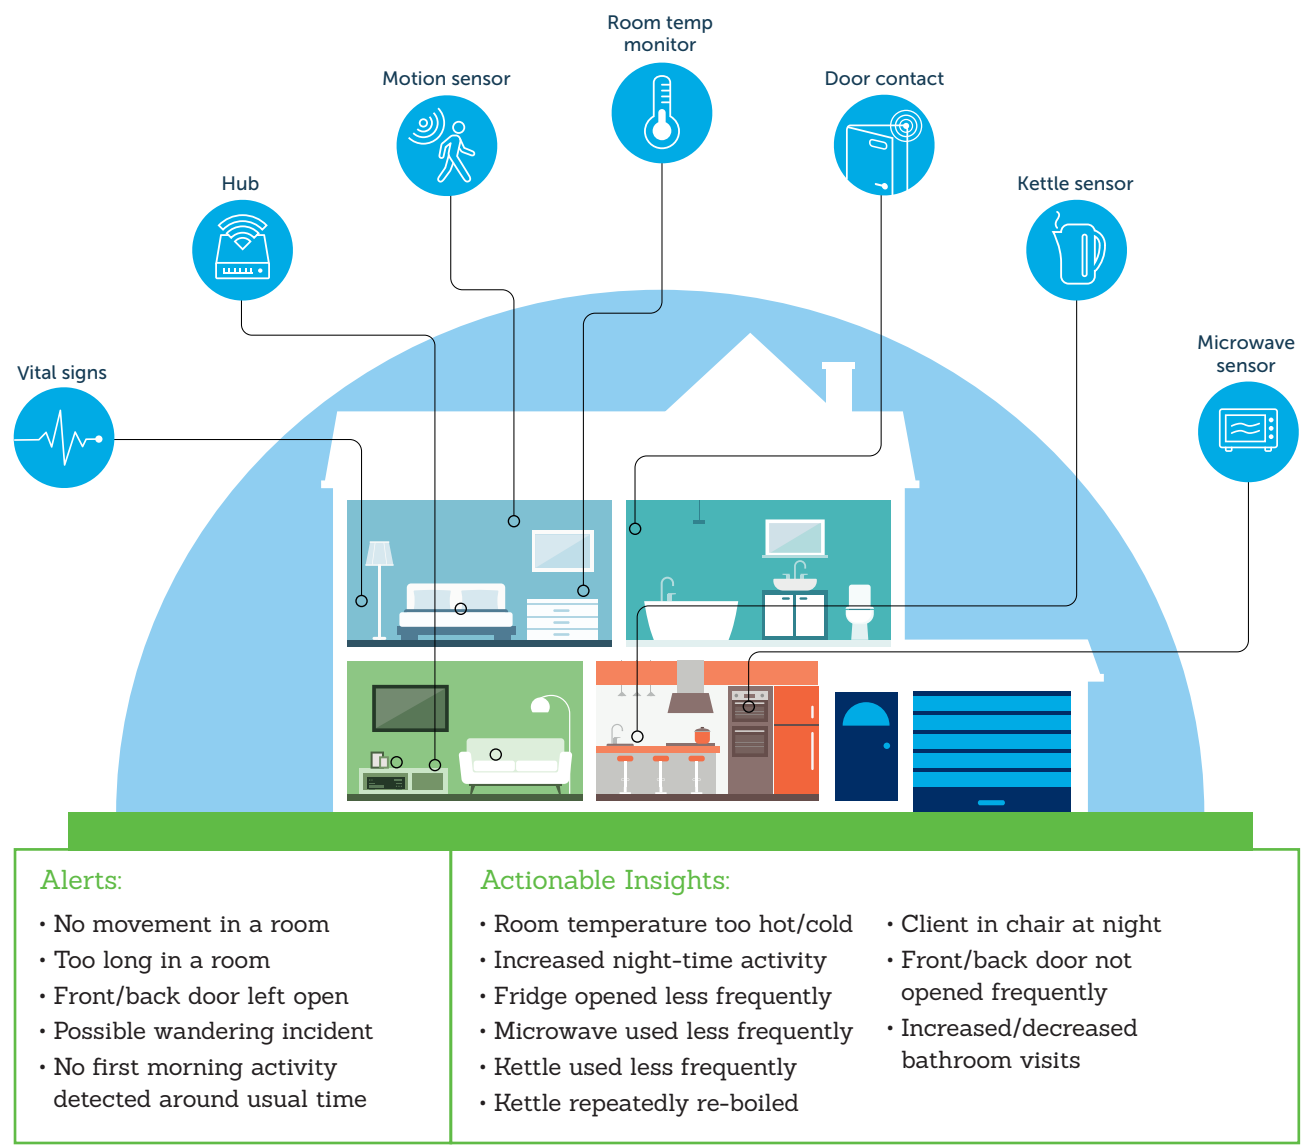 Room temp
monitor
Motion sensor
Door contact
Hub
Kettle sensor
Microwave
sensor
Vital signs
Alerts:
• No movement in a room
• Too long in a room
• Front/back door left open
• Possible wandering incident
• No first morning activity
detected around usual time
Actionable Insights:
• Room temperature too hot/cold
• Increased night-time activity
• Fridge opened less frequently
• Microwave used less frequently
• Kettle used less frequently
• Kettle repeatedly re-boiled
• Client in chair at night
• Front/back door not
opened frequently
• Increased/decreased
bathroom visits